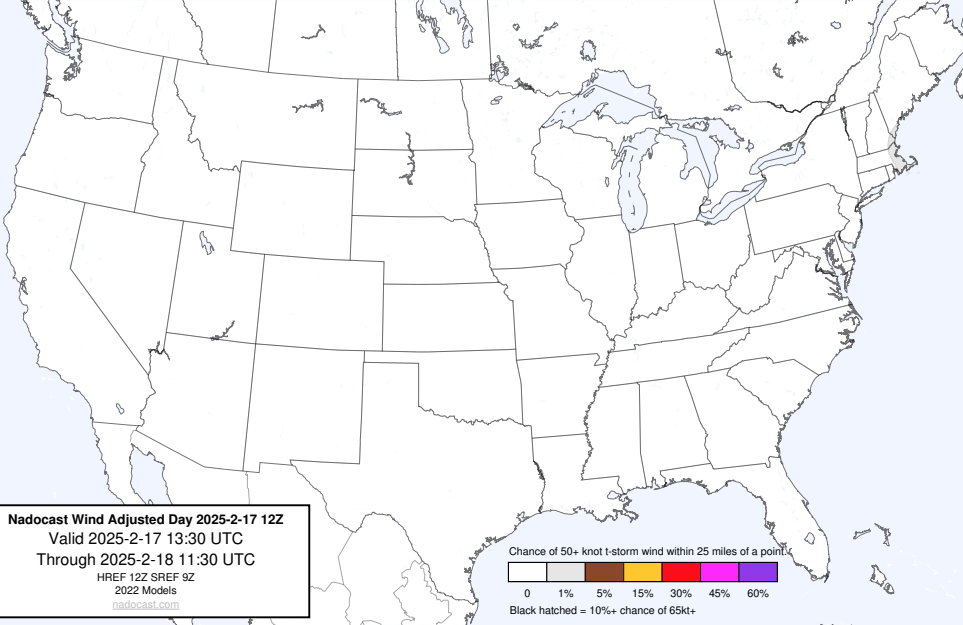 Nadocast Wind Adjusted Day 2025-2-17 12Z
Valid 2025-2-17 13:30 UTC
Through 2025-2-18 11:30 UTC
HREF 12Z SREF 9Z
2022 Models
nadocast.com
Chance of 50+ knot t-storm wind within 25 miles of a point.
0 1% 5% 15% 30% 45% 60%
Black hatched = 10%+ chance of 65kt+